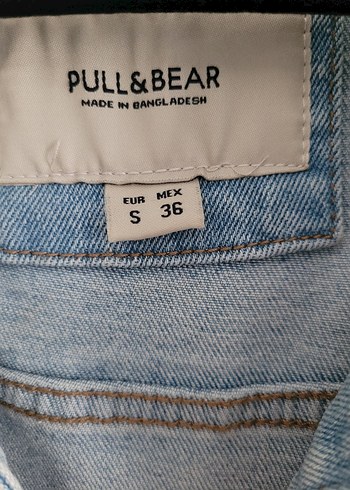 PULL&BEAR
MADE IN BANGLADESH
EUR MEX
S 36